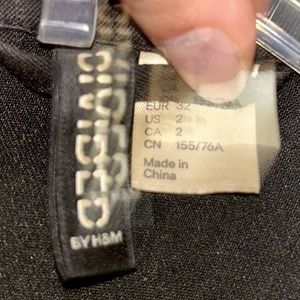 DIVIDED
BY H&M
EUR 32
US 2
CA 2
CN 155/76A
Made in
China